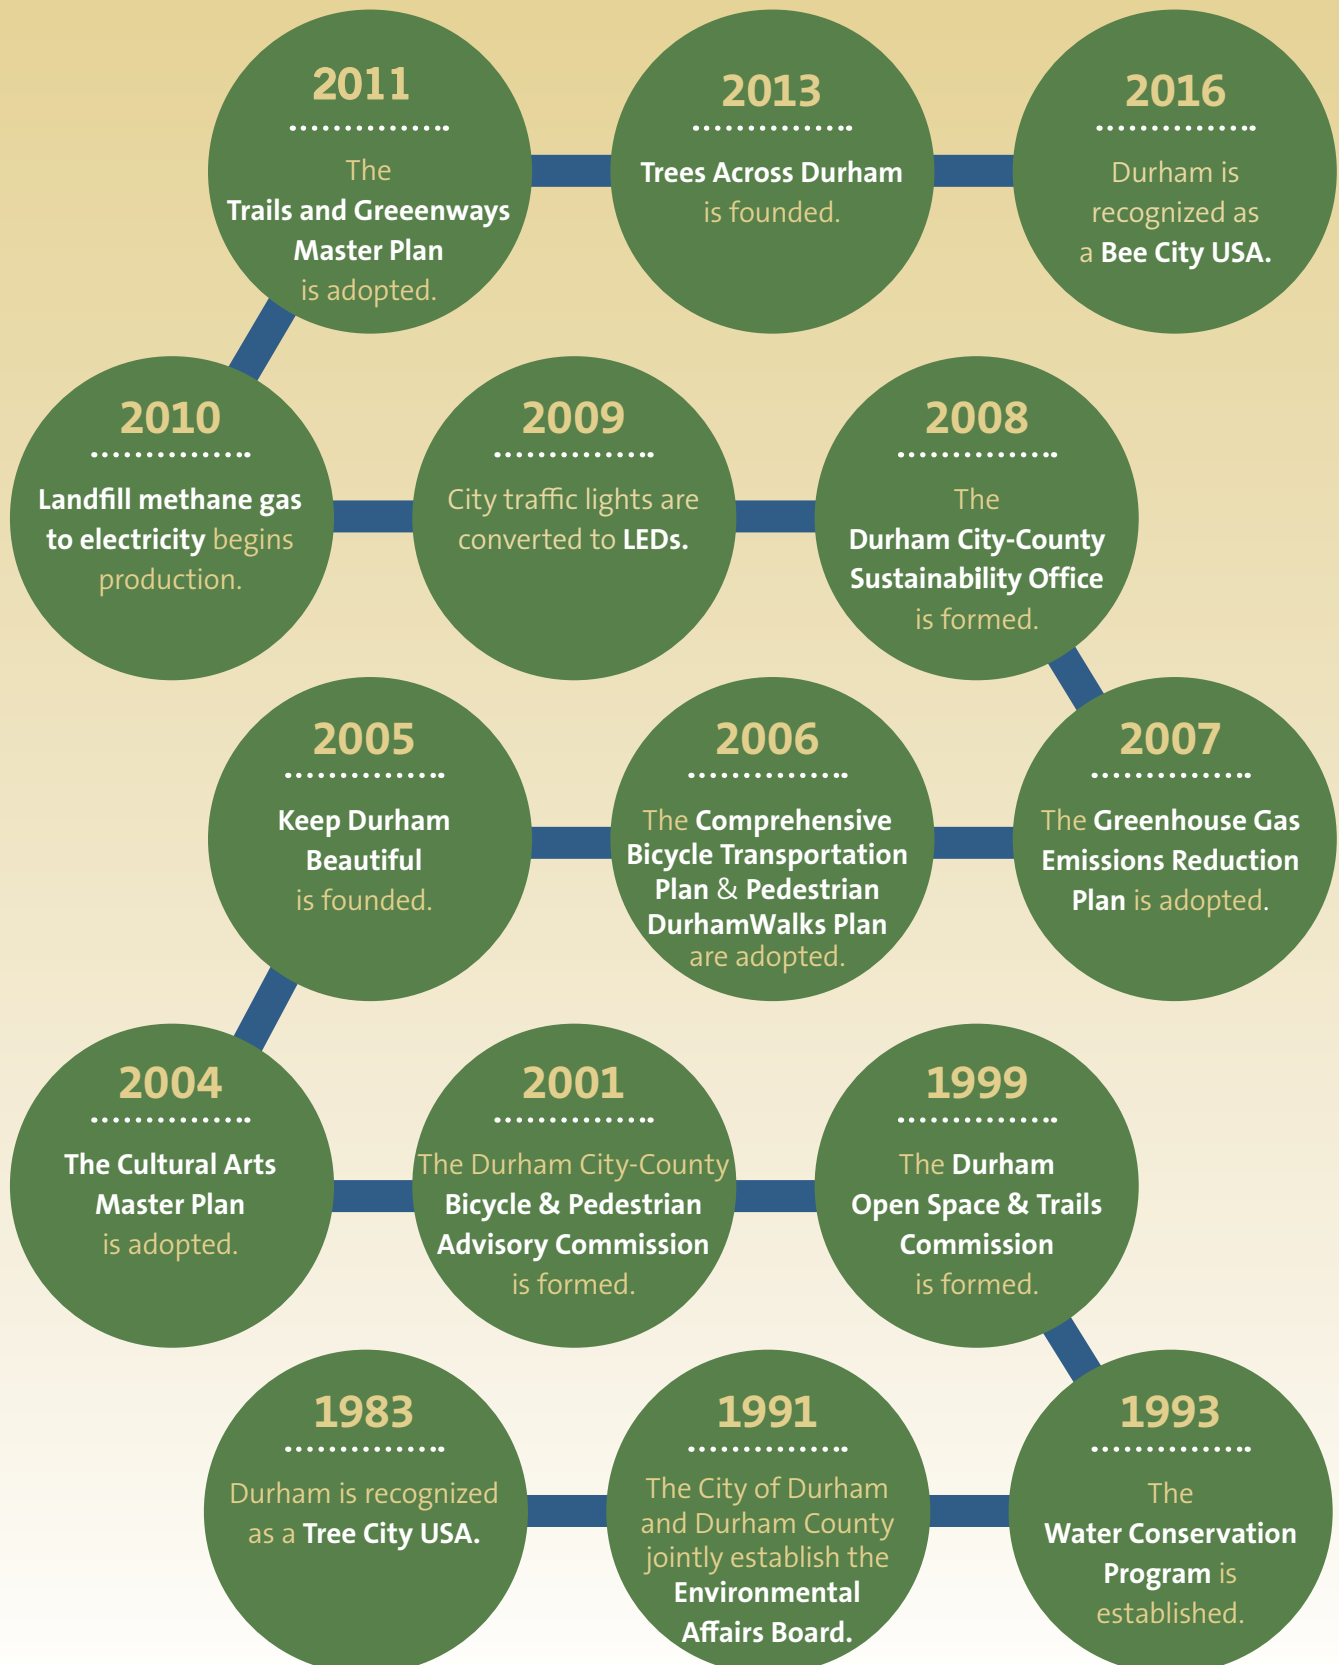 2011
The
Trails and Greeenways
Master Plan
is adopted.
2013
Trees Across Durham
is founded.
2016
Durham is
recognized as
a Bee City USA.
2010
Landfill methane gas
to electricity begins
production.
2009
City traffic lights are
converted to LEDs.
2008
The
Durham City-County
Sustainability Office
is formed.
2005
Keep Durham
Beautiful
is founded.
2006
The Comprehensive
Bicycle Transportation
Plan & Pedestrian
DurhamWalks Plan
are adopted.
2007
The Greenhouse Gas
Emissions Reduction
Plan is adopted.
2004
The Cultural Arts
Master Plan
is adopted.
2001
The Durham City-County
Bicycle & Pedestrian
Advisory Commission
is formed.
1999
The Durham
Open Space & Trails
Commission
is formed.
1983
Durham is recognized
as a Tree City USA.
1991
The City of Durham
and Durham County
jointly establish the
Environmental
Affairs Board.
1993
The
Water Conservation
Program is
established.